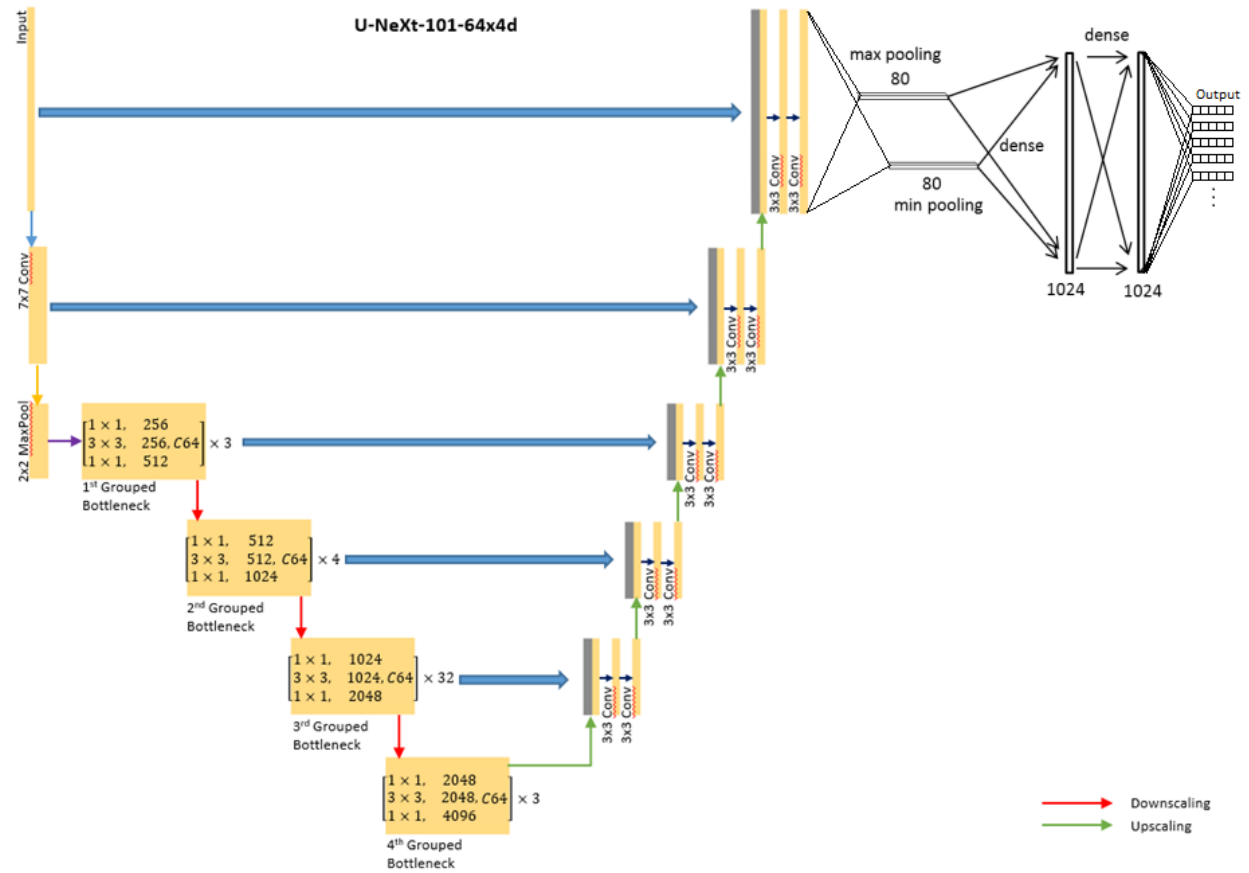 U-NeXt-101-64x4d
Input
max pooling
80
dense
dense
80
min pooling
Output
1024
1024
3x3 Conv
3x3 Conv
7x7 Conv
3x3 Conv
3x3 Conv
2x2 MaxPool
1 × 1, 256
3 × 3, 256, C64 × 3
1 × 1, 512
1st Grouped
Bottleneck
3x3 Conv
3x3 Conv
1 × 1, 512
3 × 3, 512, C64 × 4
1 × 1, 1024
2nd Grouped
Bottleneck
3x3 Conv
3x3 Conv
1 × 1, 1024
3 × 3, 1024, C64 × 32
1 × 1, 2048
3rd Grouped
Bottleneck
3x3 Conv
3x3 Conv
1 × 1, 2048
3 × 3, 2048, C64 × 3
1 × 1, 4096
4th Grouped
Bottleneck
Downscaling
Upscaling